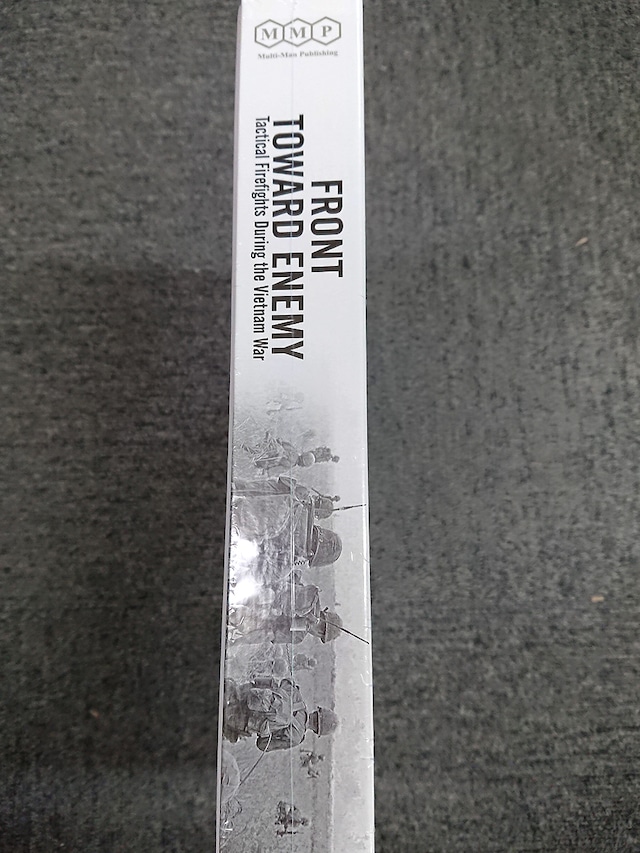 MMP
Multi-Man Publishing
FRONT
TOWARD ENEMY
Tactical Firefights During the Vietnam War